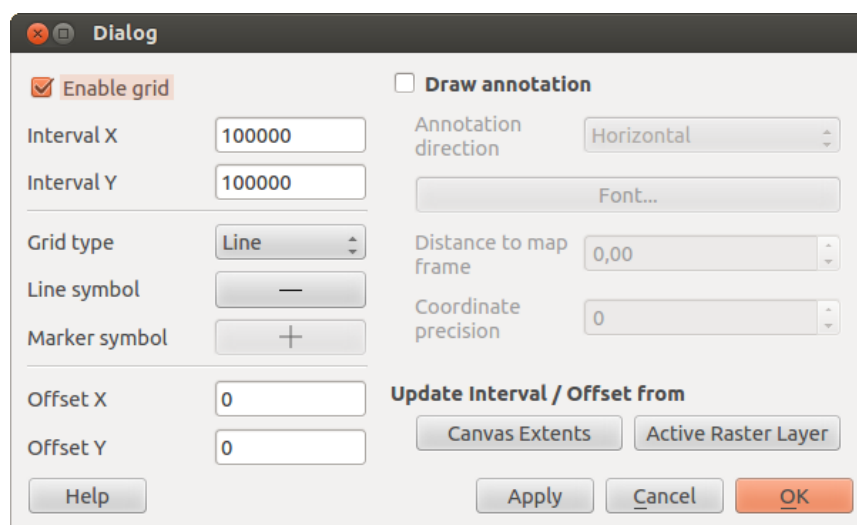 Dialog
Enable grid
Interval X 100000
Interval Y 100000
Grid type Line
Line symbol
Marker symbol
Offset X 0
Offset Y 0
Draw annotation
Annotation
direction
Horizontal
Font...
Distance to map
frame
0,00
Coordinate
precision
0
Update Interval / Offset from
Canvas Extents Active Raster Layer
Help Apply Cancel OK